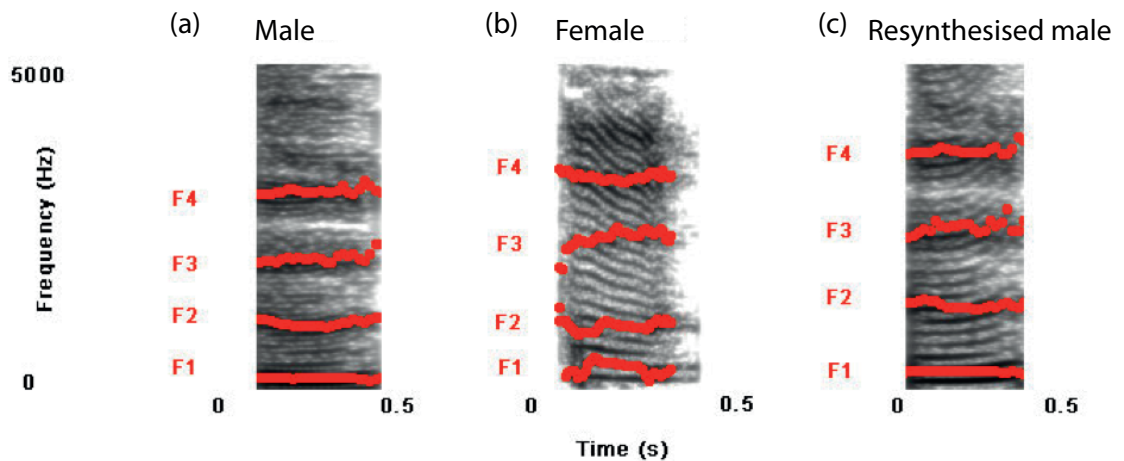 (a) Male
(b) Female
(c) Resynthesised male
5000
Frequency (Hz)
0
F4
F3
F2
F1
0
0.5
F4
F3
F2
F1
0
0.5
F4
F3
F2
F1
0
0.5
Time (s)